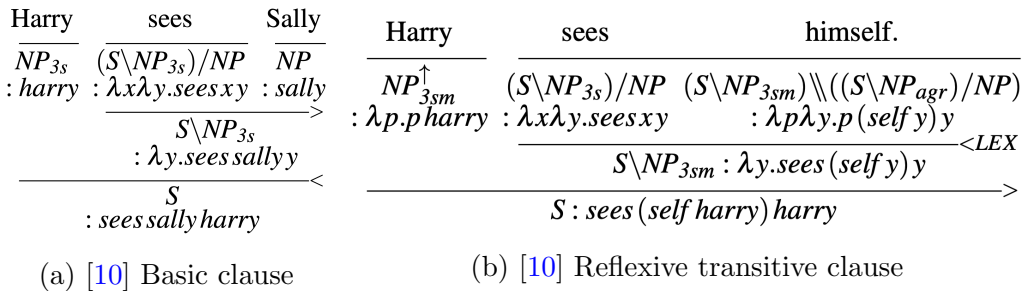 Harry sees Sally
NP3s (S\NP3s)/NP NP
: harry : λxλy.sees x y : sally
>
S\NP3s
: λy.sees sally y
<
S
: sees sally harry
(a) [10] Basic clause
Harry sees himself.
NP↑3sm (S\NP3s)/NP (S\NP3sm)\\((S\NPagr)/NP)
: λp.p harry : λxλy.sees x y : λpλy.p (self y) y
<LEX
S\NP3sm : λy.sees (self y) y
>
S : sees (self harry) harry
(b) [10] Reflexive transitive clause